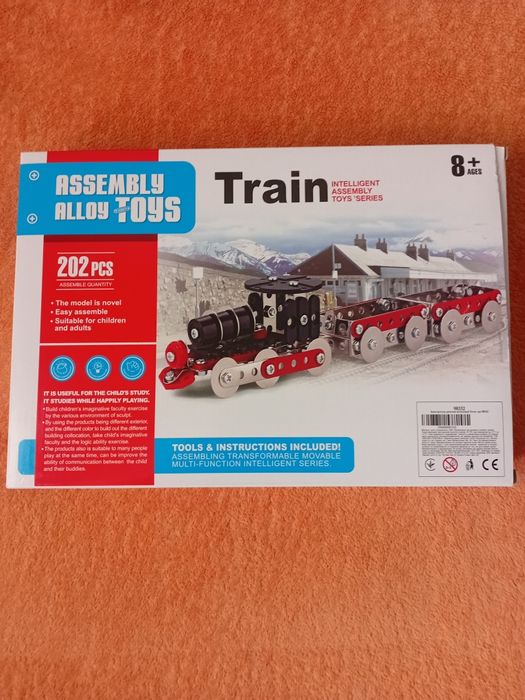 ASSEMBLY
ALLOY TOYS
Train
INTELLIGENT
ASSEMBLY
TOYS 'SERIES
8+
AGES
202 PCS
ASSEMBLE QUANTITY
• The model is novel
• Easy assemble
• Suitable for children
and adults
IT IS USEFUL FOR THE CHILD'S STUDY.
IT STUDIES WHILE HAPPILY PLAYING.
• Build children's imaginative faculty exercise
by the various environment of sculpt.
• By using the products being different exterior,
and the different color to build out the different
building collocation, take child's imaginative
faculty and the logic ability exercise.
• The products also is suitable to many people
play at the same time, can be improve the
ability of communication between the child
and their buddies.
TOOLS & INSTRUCTIONS INCLUDED!
ASSEMBLING TRANSFORMABLE MOVABLE
MULTI-FUNCTION INTELLIGENT SERIES.
CE